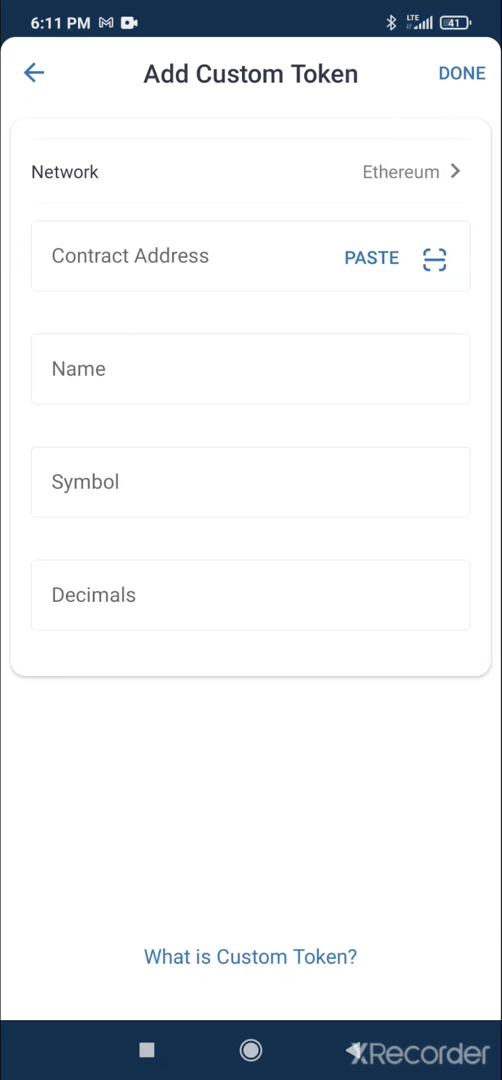 6:11 PM LTE 41
Add Custom Token DONE
Network Ethereum
Contract Address PASTE
Name
Symbol
Decimals
What is Custom Token?
XRecorder